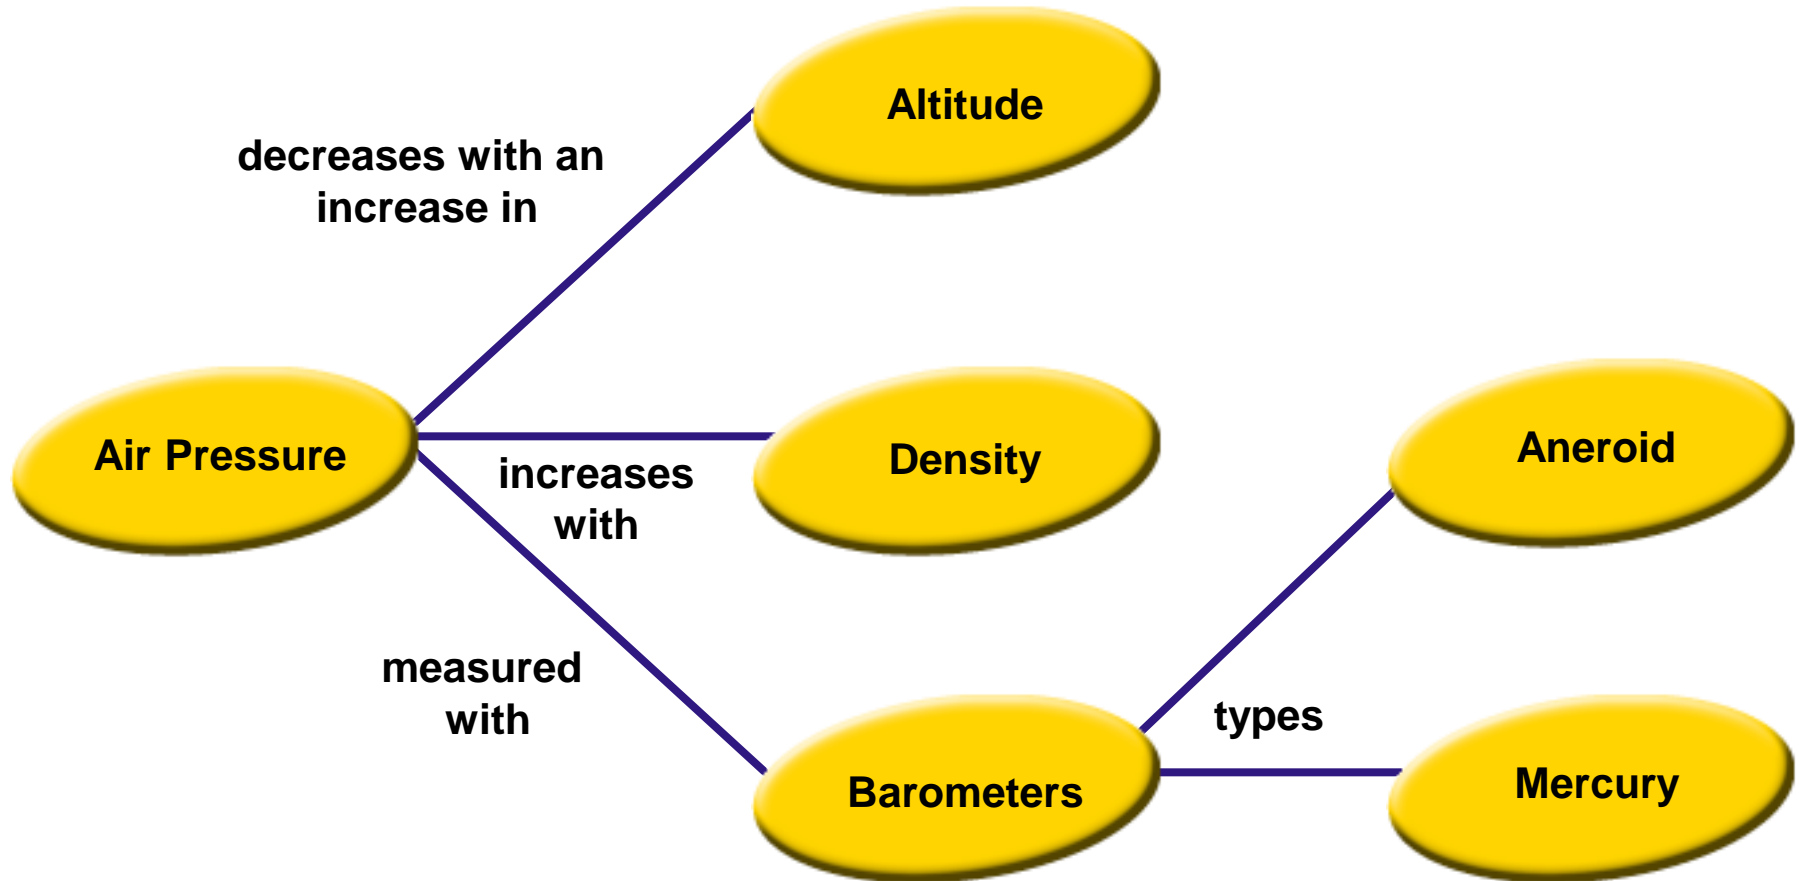 Altitude
decreases with an
increase in
Air Pressure
increases
with
Density
Aneroid
measured
with
types
Barometers
Mercury